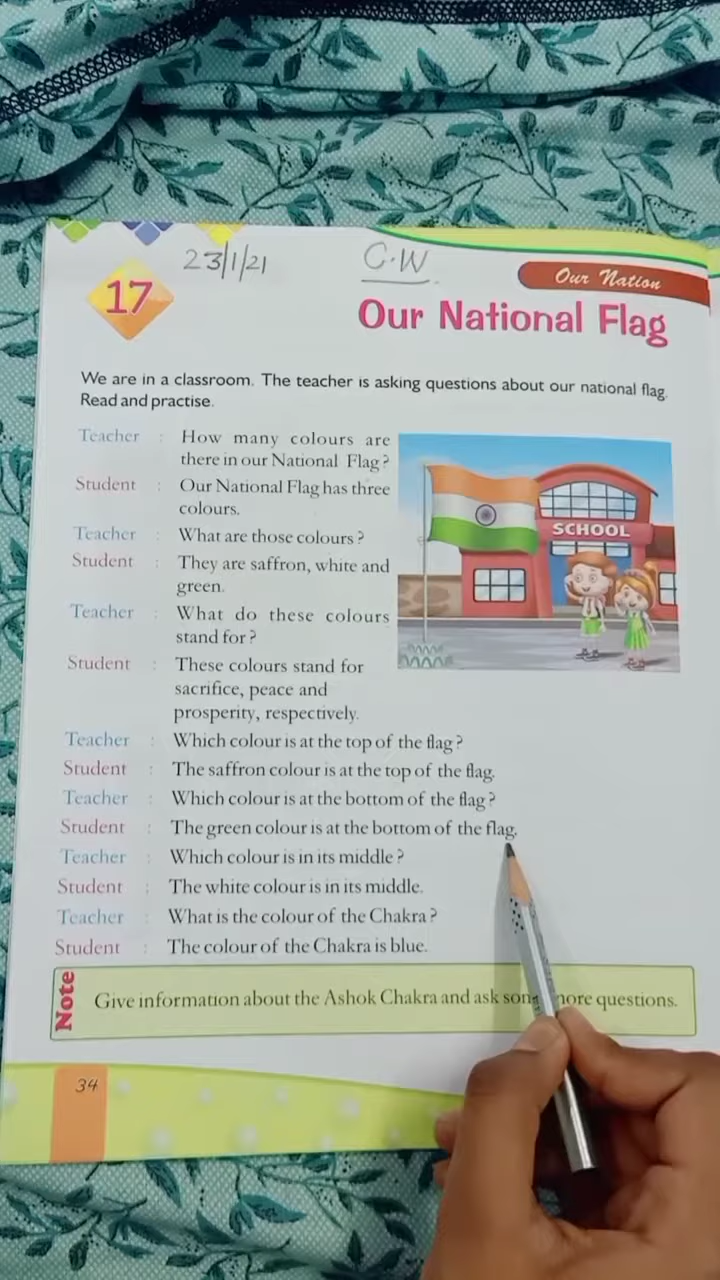 23/1/21
C.W
Our Nation
17
Our National Flag
We are in a classroom. The teacher is asking questions about our national flag.
Read and practise.
Teacher : How many colours are
there in our National Flag?
Student : Our National Flag has three
colours.
Teacher : What are those colours?
Student : They are saffron, white and
green.
Teacher : What do these colours
stand for?
Student : These colours stand for
sacrifice, peace and
prosperity, respectively.
SCHOOL
Teacher : Which colour is at the top of the flag?
Student : The saffron colour is at the top of the flag.
Teacher : Which colour is at the bottom of the flag?
Student : The green colour is at the bottom of the flag.
Teacher : Which colour is in its middle?
Student : The white colour is in its middle.
Teacher : What is the colour of the Chakra?
Student : The colour of the Chakra is blue.
Note
Give information about the Ashok Chakra and ask more questions.
34